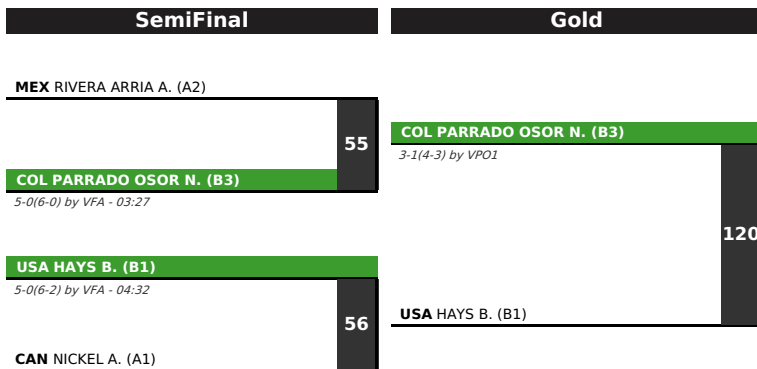 SemiFinal
Gold
MEX RIVERA ARRIA A. (A2)
55
COL PARRADO OSOR N. (B3)
5-0(6-0) by VFA - 03:27
USA HAYS B. (B1)
5-0(6-2) by VFA - 04:32
56
CAN NICKEL A. (A1)
COL PARRADO OSOR N. (B3)
3-1(4-3) by VPO1
120
USA HAYS B. (B1)